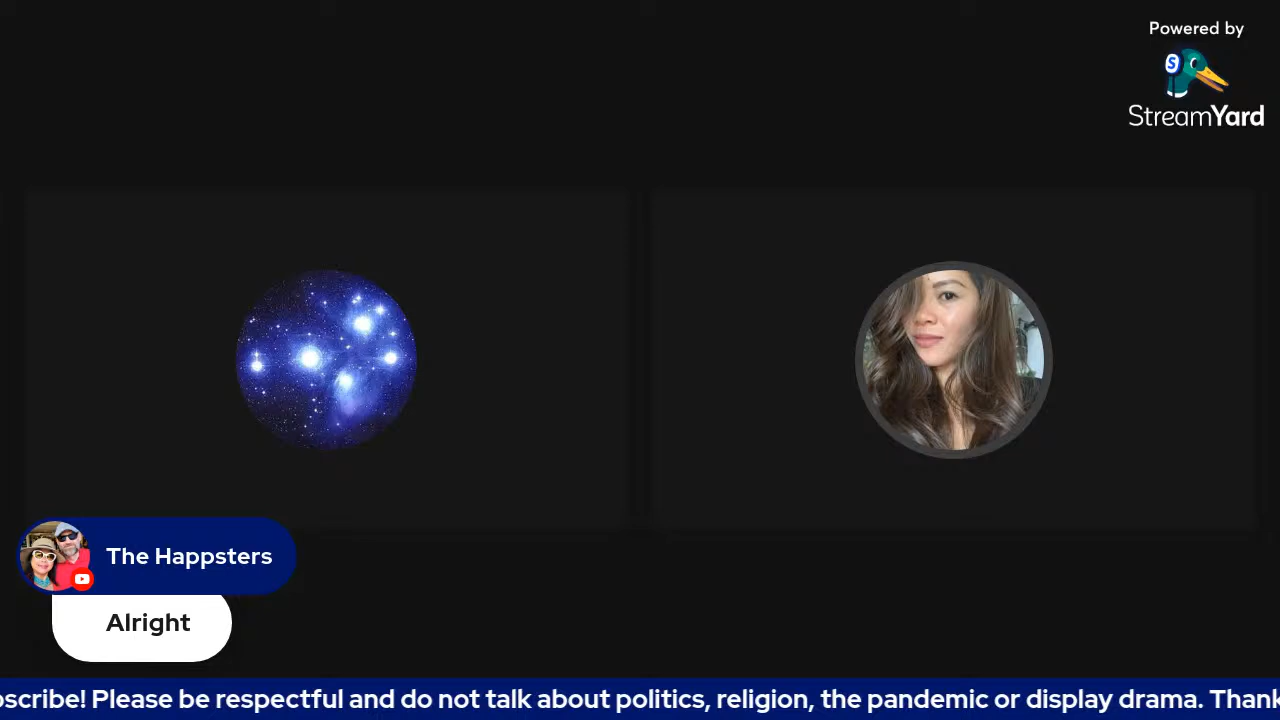 Powered by
S
StreamYard
The Happsters
Alright
scribe! Please be respectful and do not talk about politics, religion, the pandemic or display drama. Thank